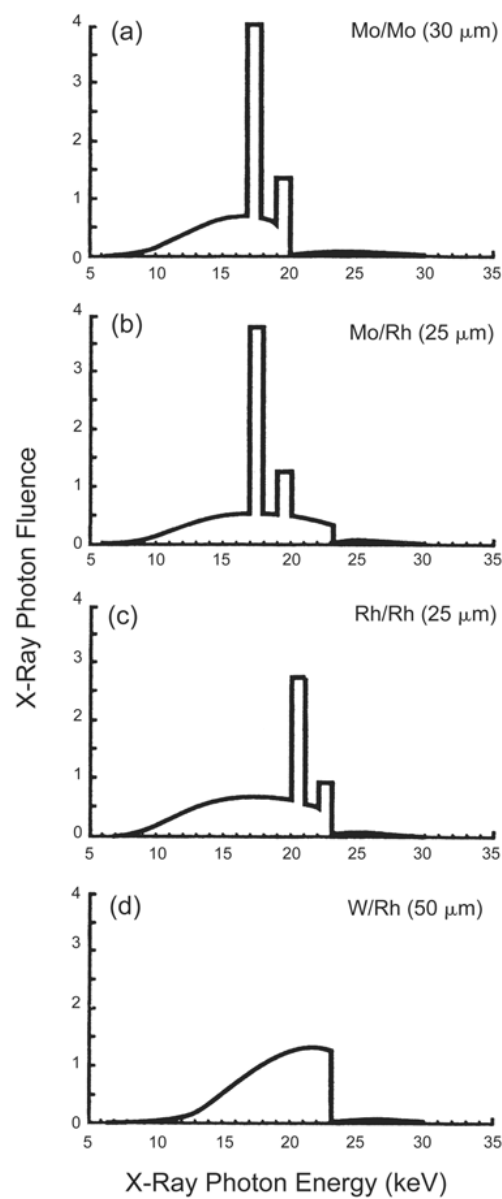 X-Ray Photon Fluence
(a)
Mo/Mo (30 μm)
4
3
2
1
0
5 10 15 20 25 30 35
(b)
Mo/Rh (25 μm)
4
3
2
1
0
5 10 15 20 25 30 35
(c)
Rh/Rh (25 μm)
4
3
2
1
0
5 10 15 20 25 30 35
(d)
W/Rh (50 μm)
4
3
2
1
0
5 10 15 20 25 30 35
X-Ray Photon Energy (keV)